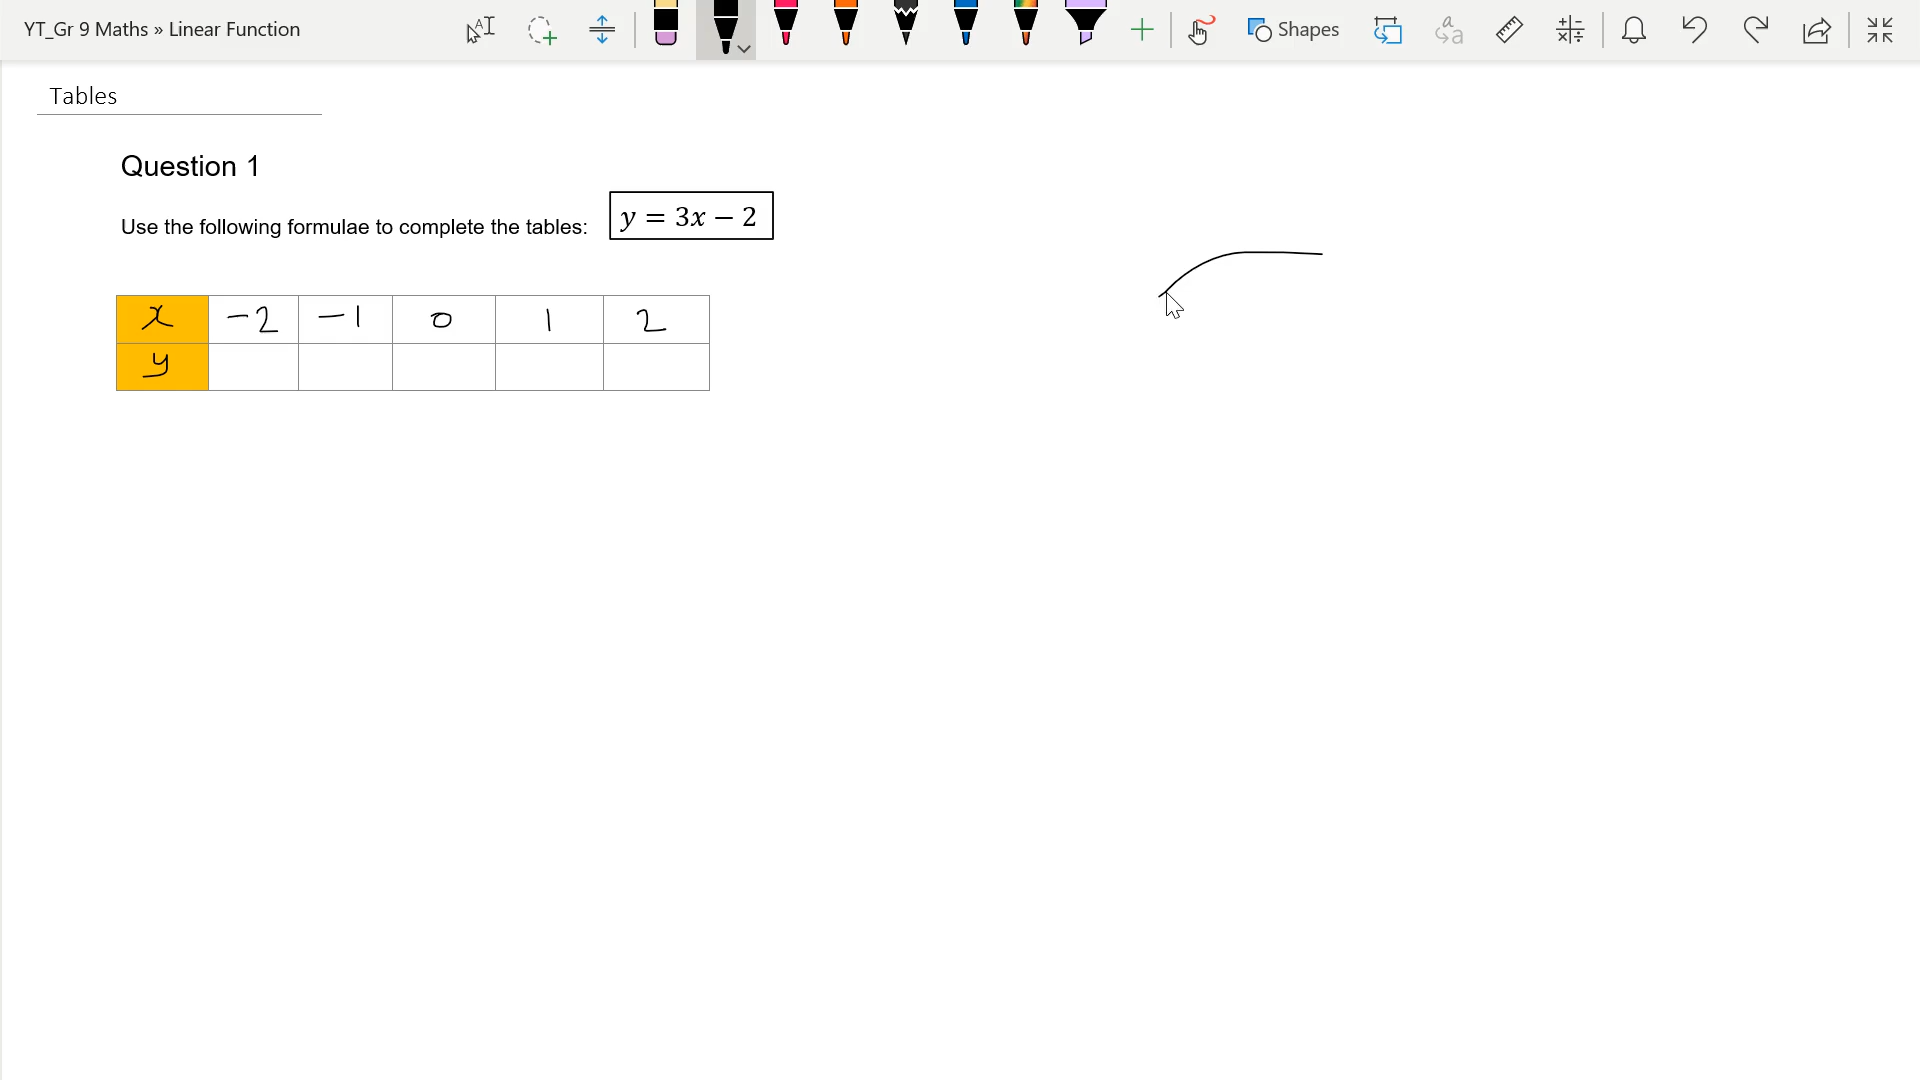 YT_Gr 9 Maths » Linear Function
Shapes
Tables
Question 1
Use the following formulae to complete the tables: y = 3x − 2
x -2 -1 0 1 2
y